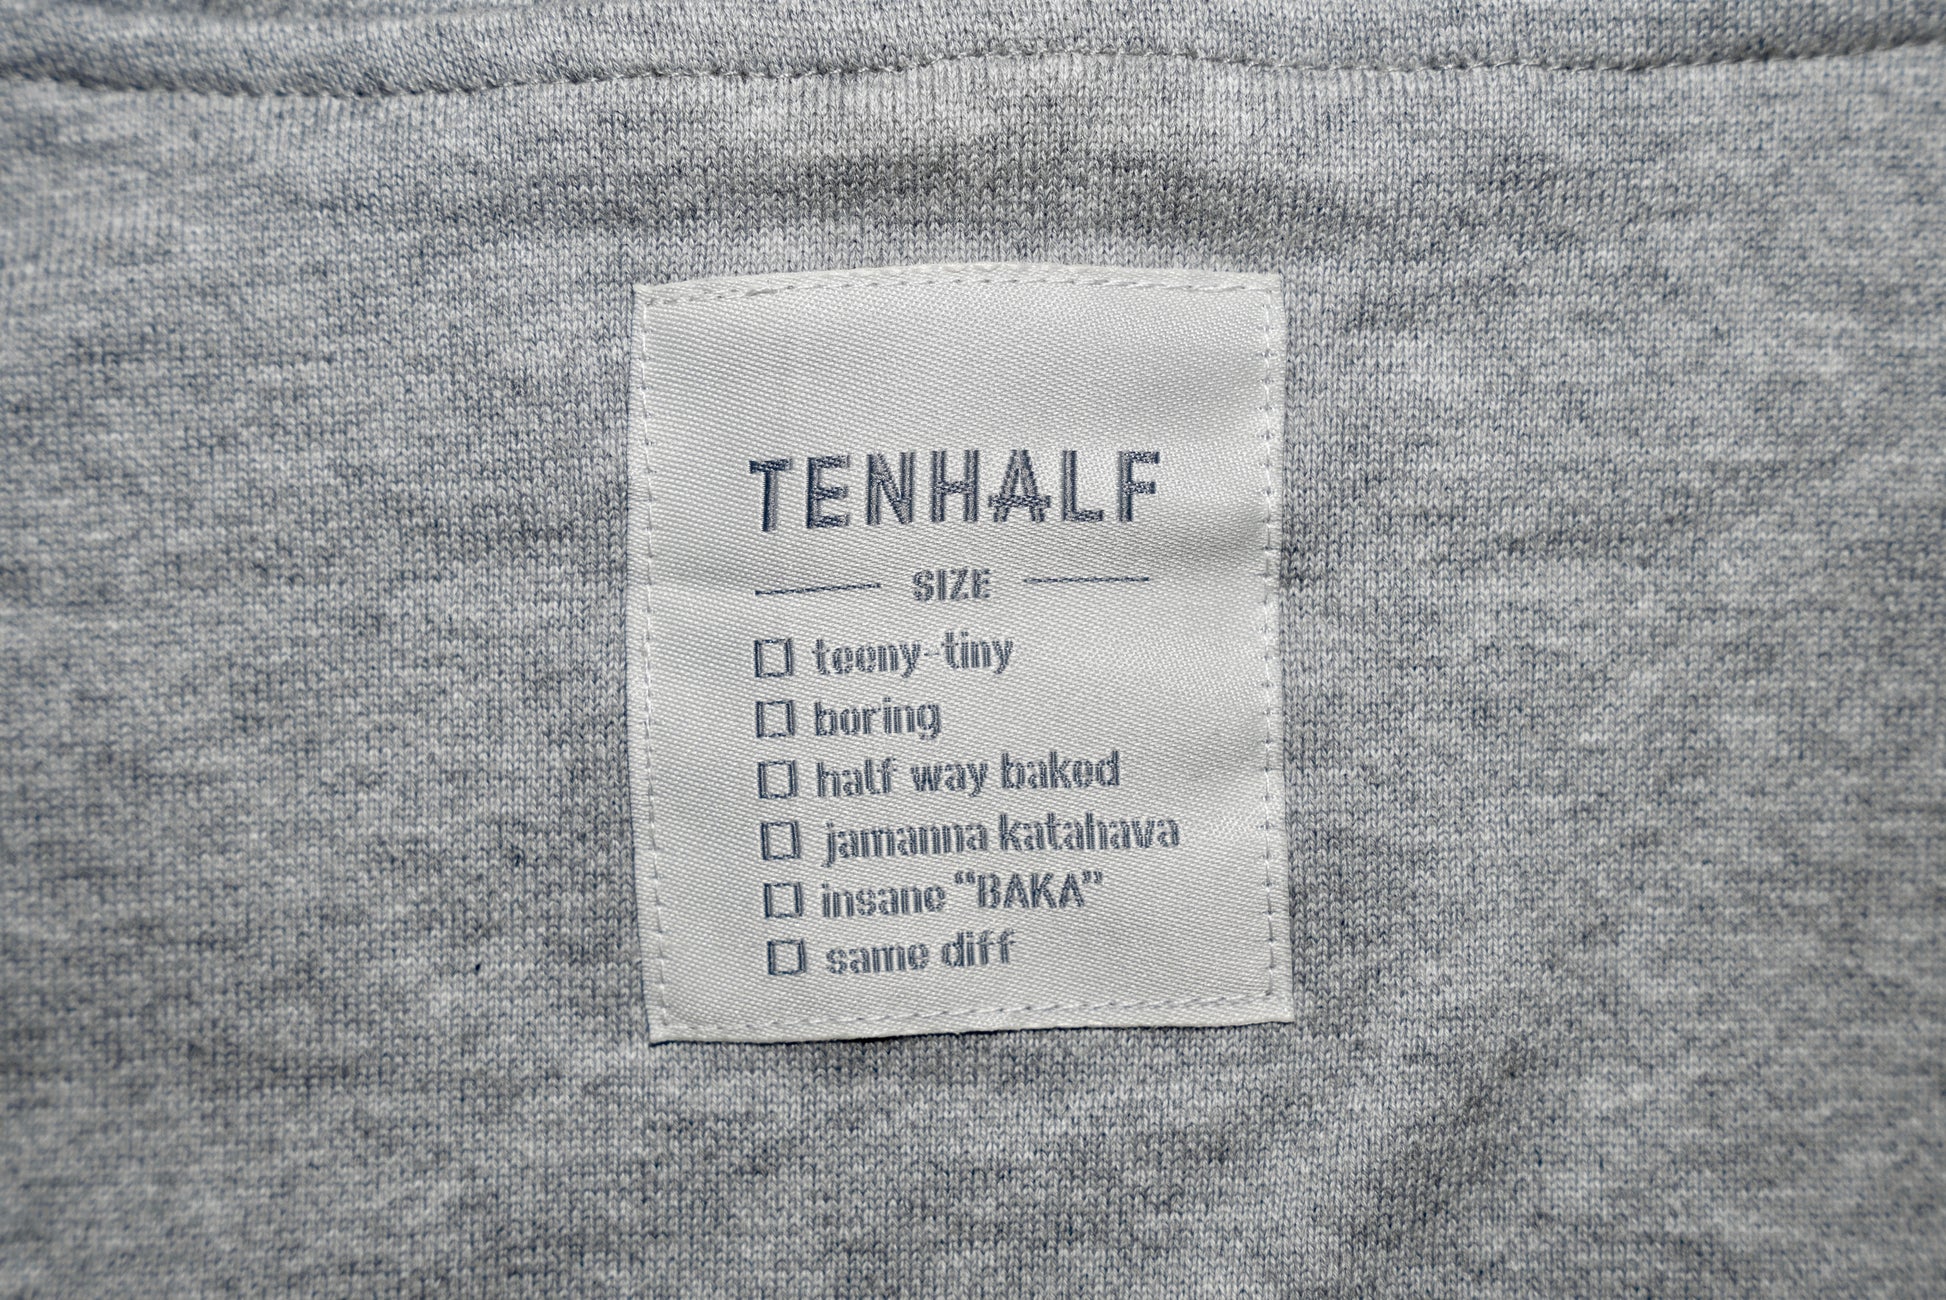 TENHALF
SIZE
teeny-tiny
boring
half way baked
jamanna katahava
insane “BAKA”
same diff